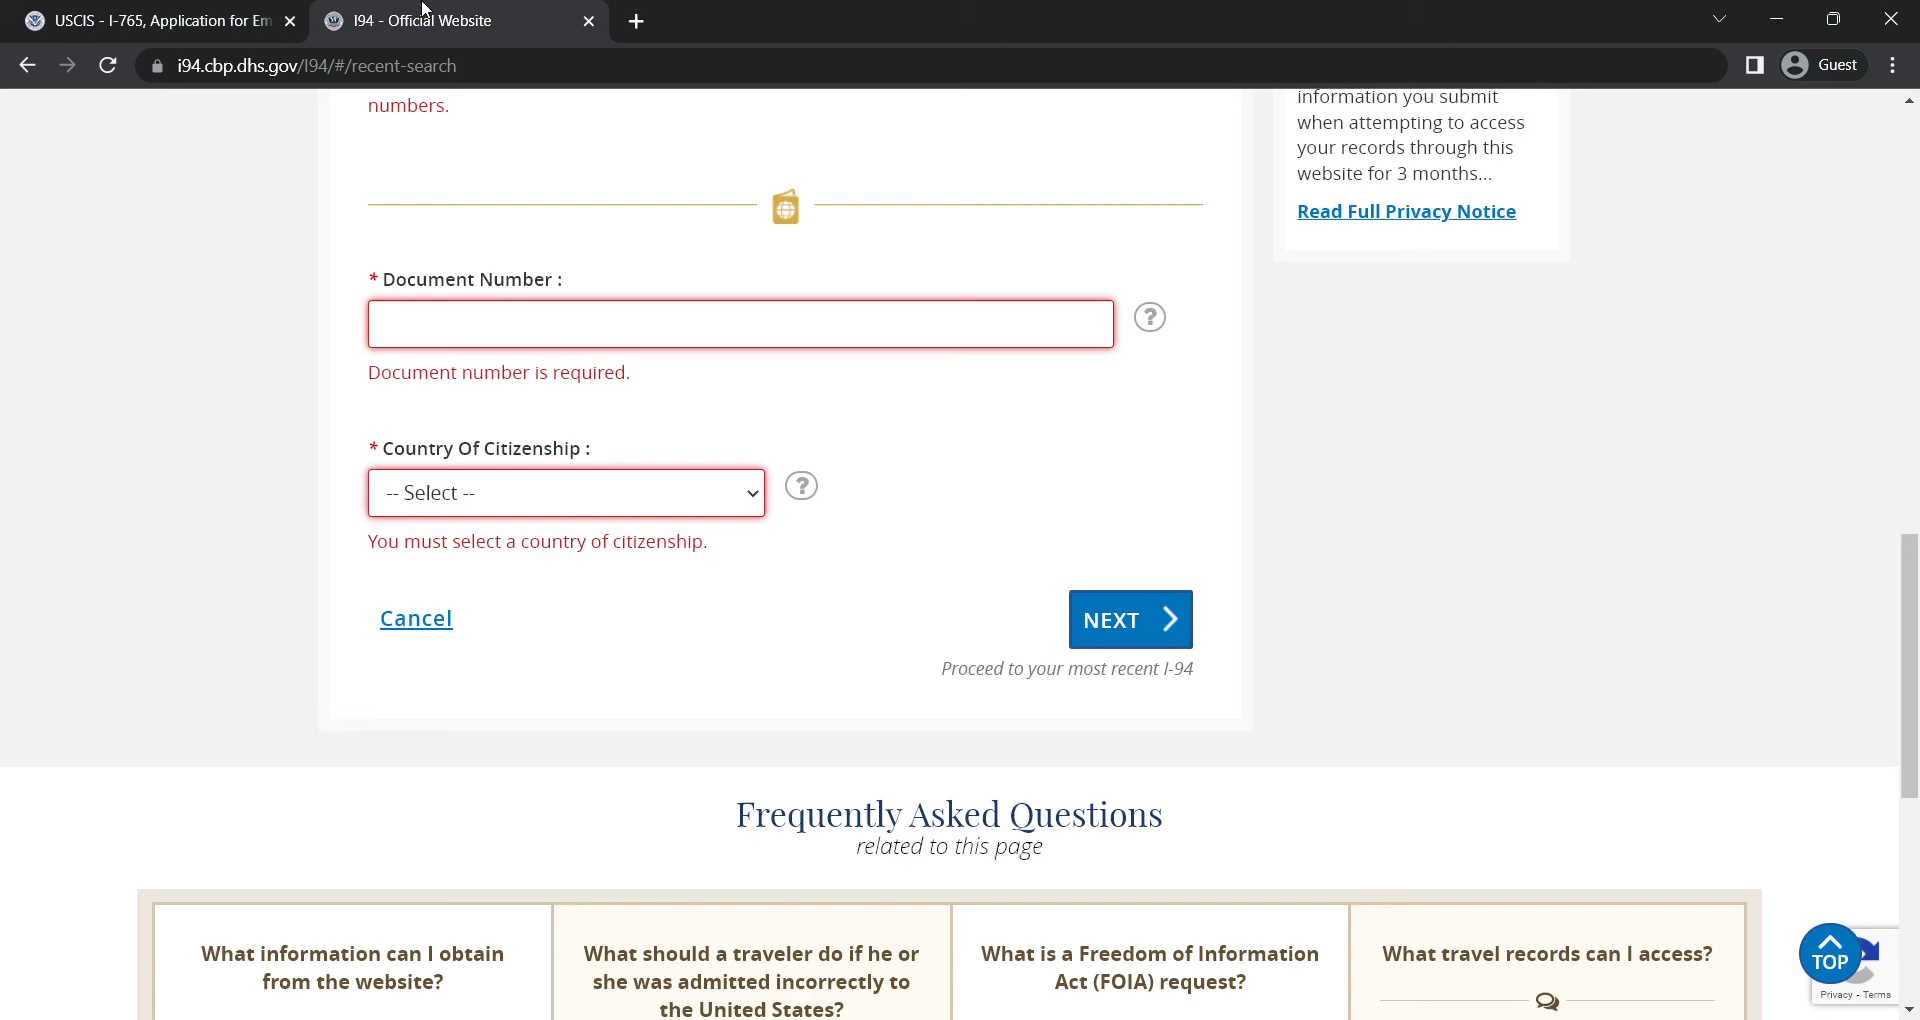 USCIS - I-765, Application for Em
I94 - Official Website
i94.cbp.dhs.gov/I94/#/recent-search
Guest
numbers.
information you submit
when attempting to access
your records through this
website for 3 months...
Read Full Privacy Notice
* Document Number :
?
Document number is required.
* Country Of Citizenship :
-- Select --
?
You must select a country of citizenship.
Cancel
NEXT
Proceed to your most recent I-94
Frequently Asked Questions
related to this page
What information can I obtain
from the website?
What should a traveler do if he or
she was admitted incorrectly to
the United States?
What is a Freedom of Information
Act (FOIA) request?
What travel records can I access?
TOP
Privacy - Terms